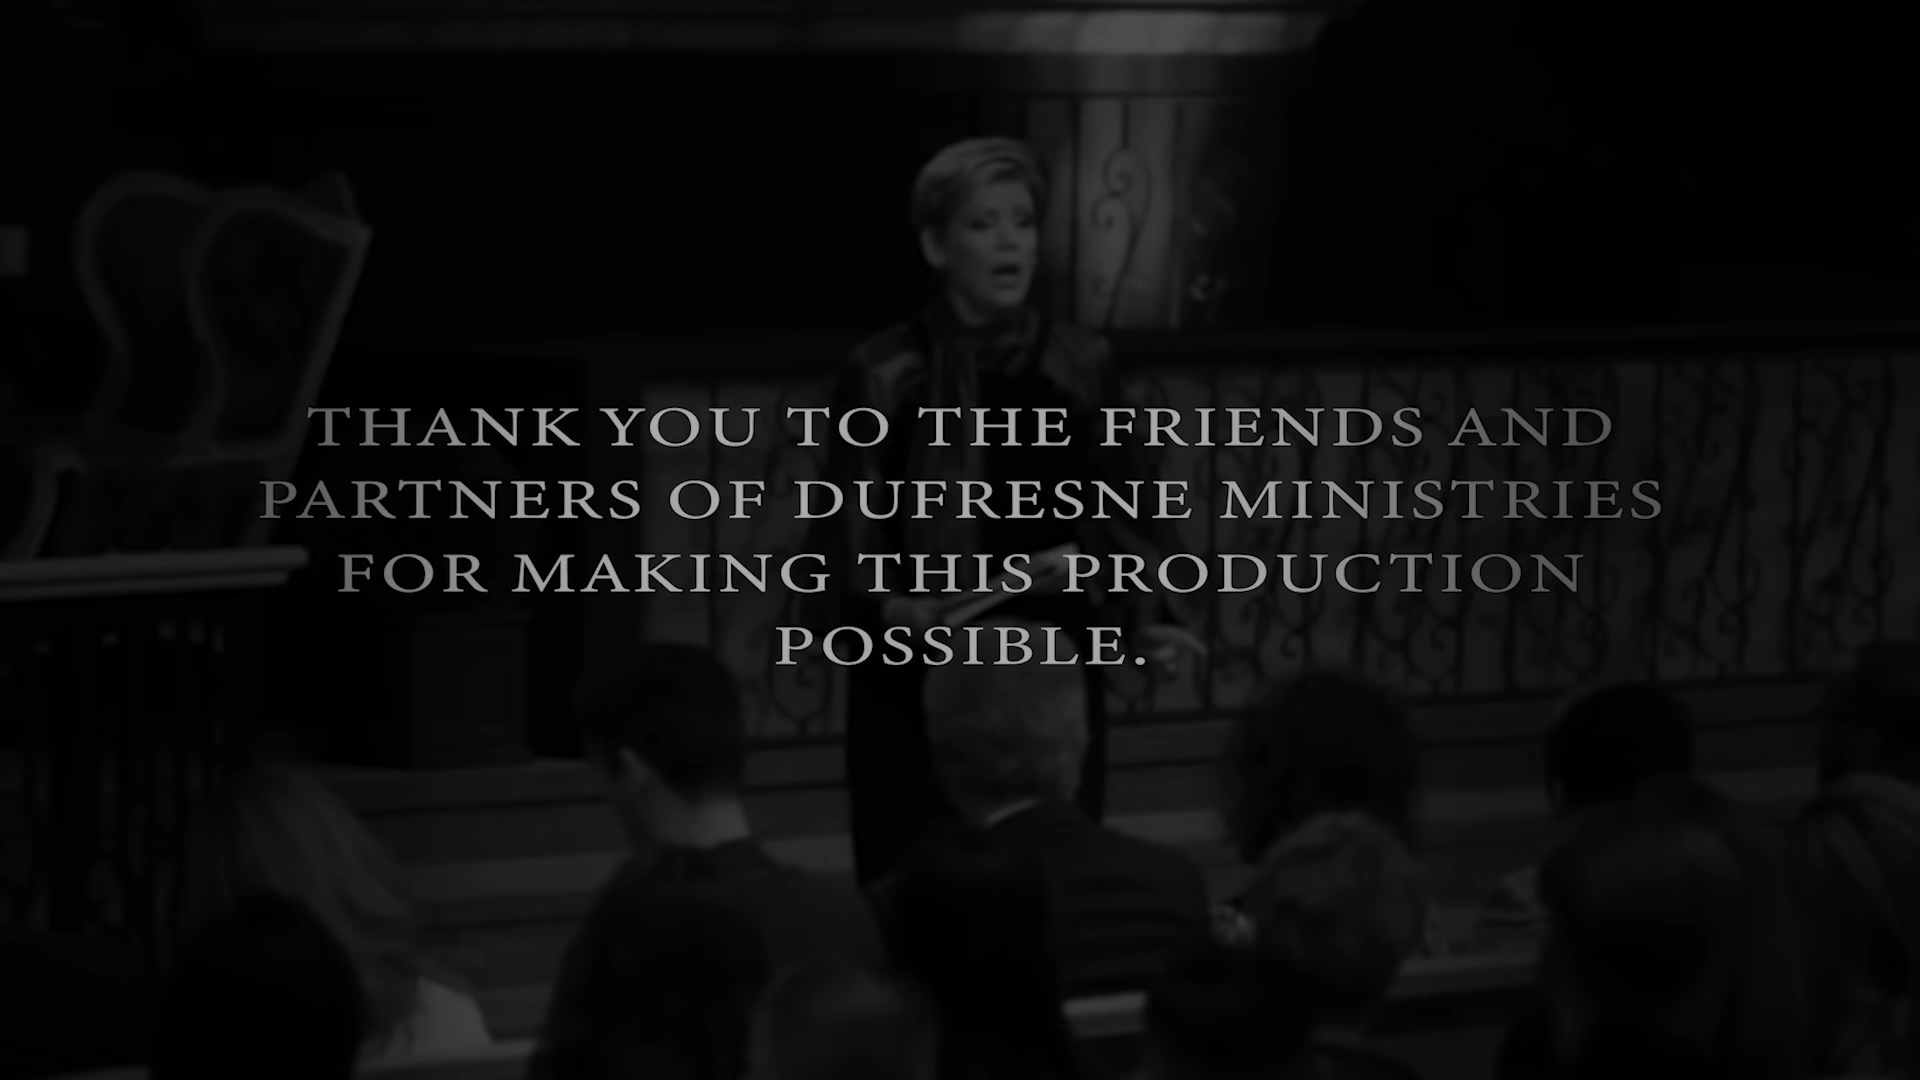 THANK YOU TO THE FRIENDS AND
PARTNERS OF DUFRESNE MINISTRIES
FOR MAKING THIS PRODUCTION
POSSIBLE.